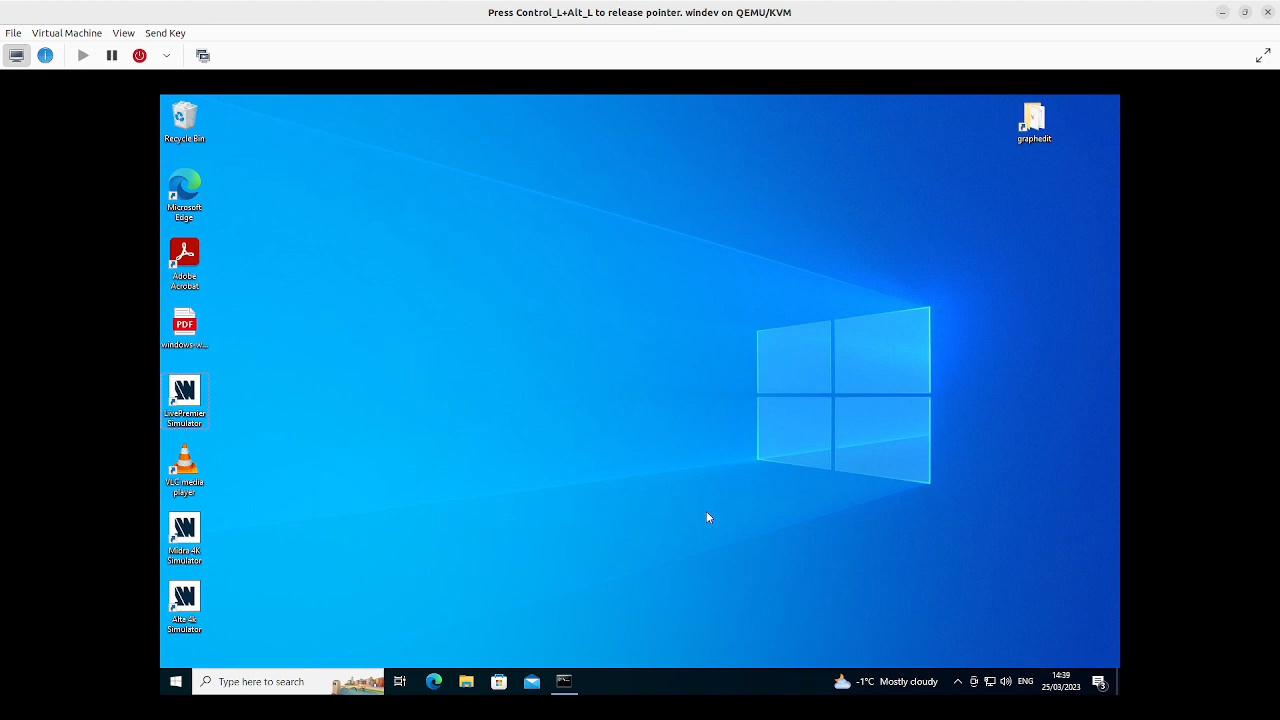 Press Control_L+Alt_L to release pointer. windev on QEMU/KVM
File Virtual Machine View Send Key
Recycle Bin
graphedit
Microsoft
Edge
Adobe
Acrobat
PDF
windows-w...
LivePremier
Simulator
VLC media
player
Midra 4K
Simulator
Alta 4k
Simulator
Type here to search
-1°C Mostly cloudy
ENG
14:39
25/03/2023
3